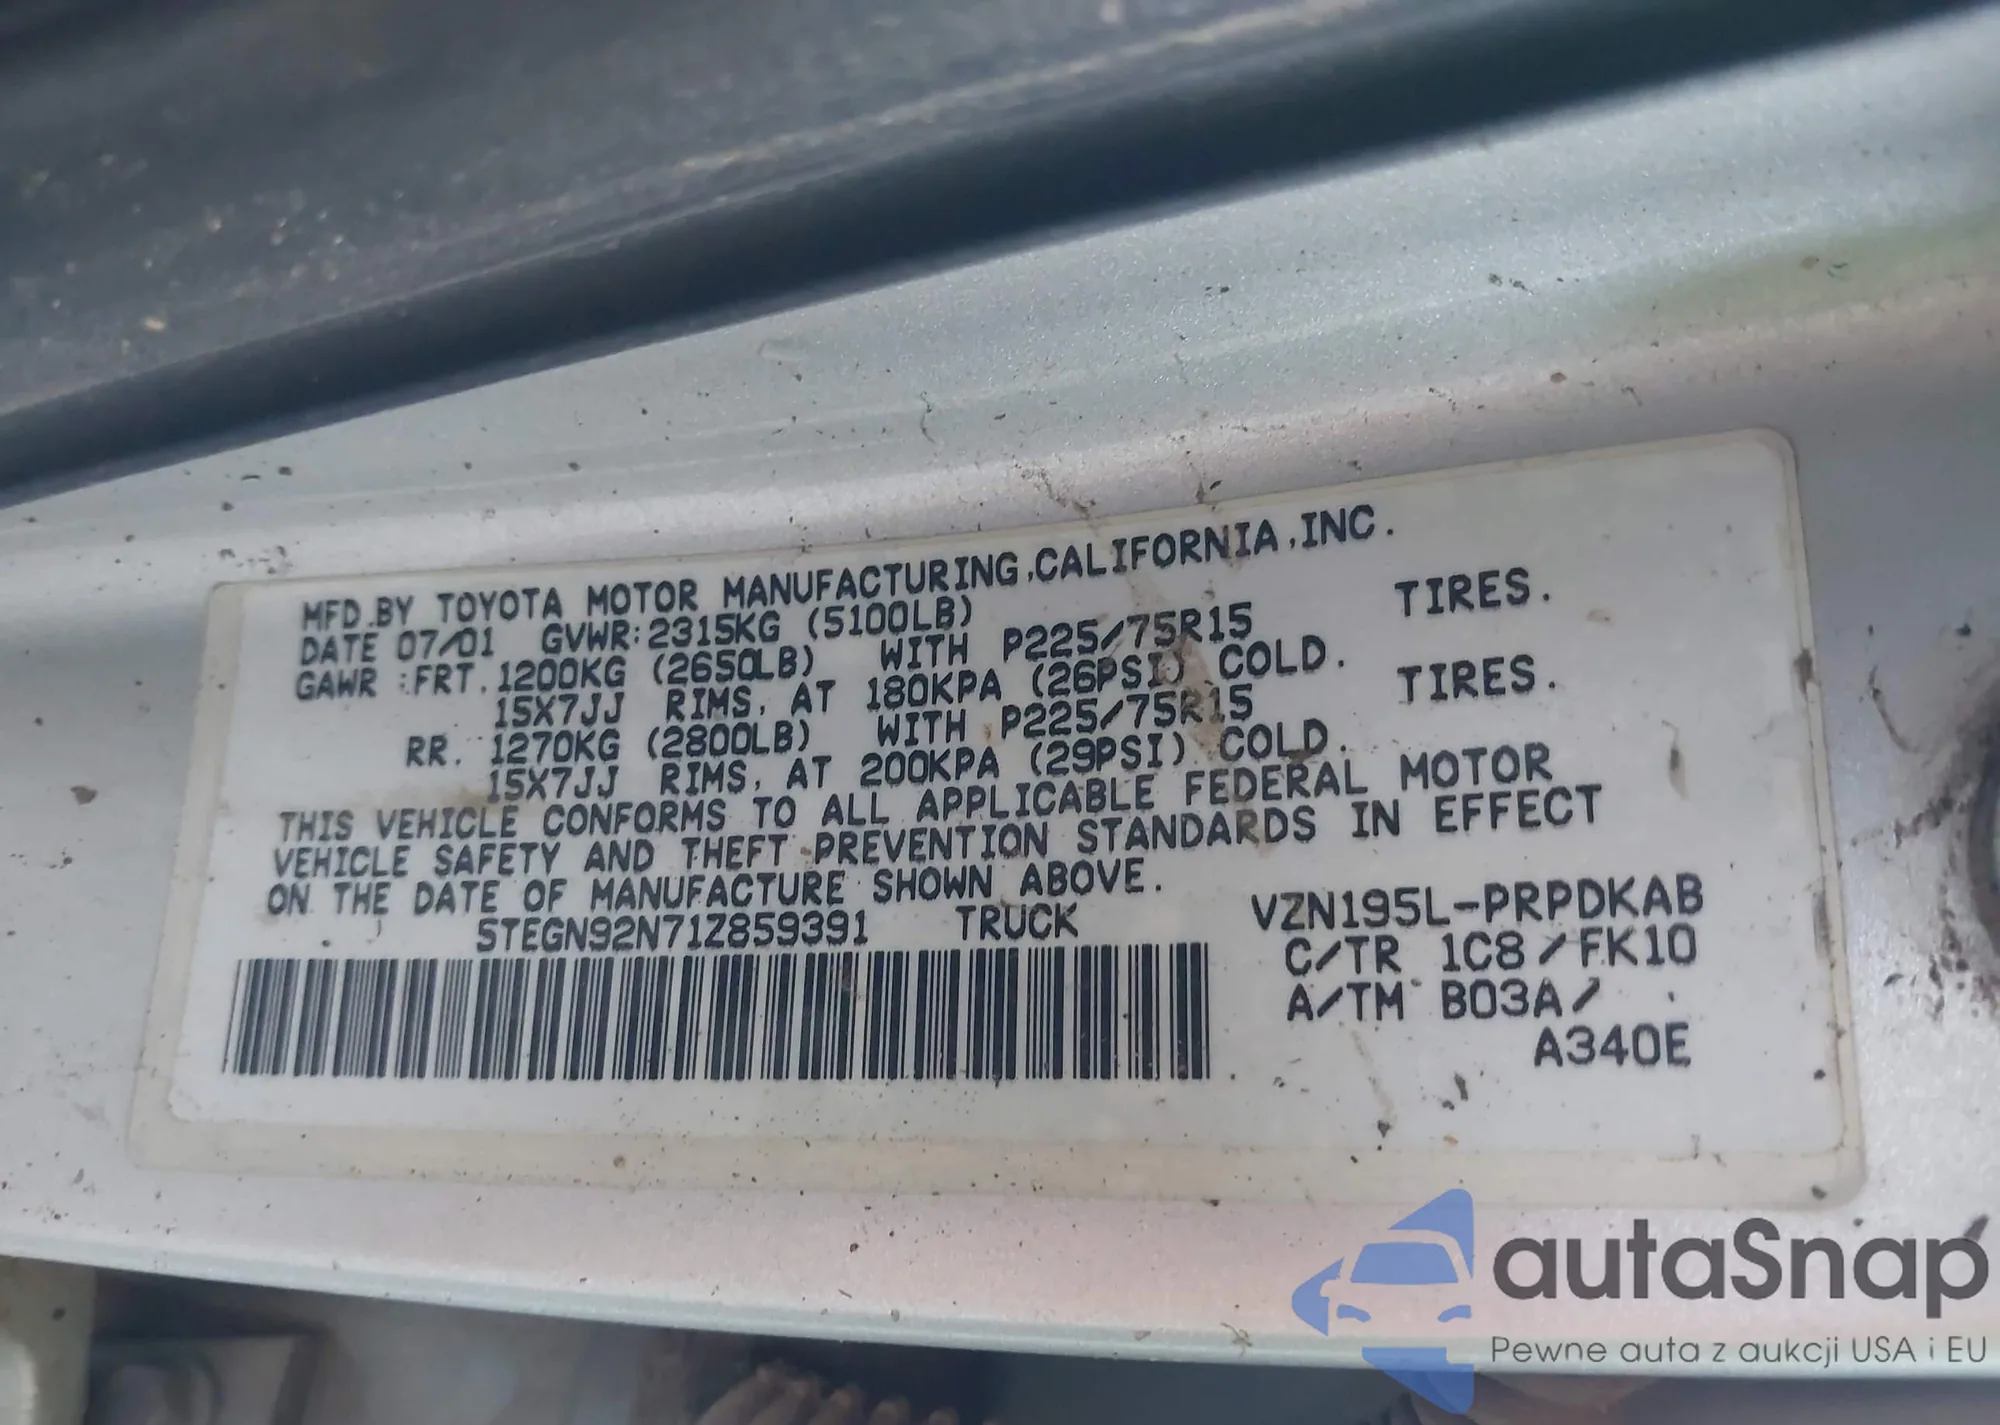 MFD.BY TOYOTA MOTOR MANUFACTURING,CALIFORNIA,INC.
DATE 07/01 GVWR:2315KG (5100LB)
GAWR :FRT. 1200KG (2650LB) WITH P225/75R15 TIRES.
15X7JJ RIMS, AT 180KPA (26PSI) COLD.
RR. 1270KG (2800LB) WITH P225/75R15 TIRES.
15X7JJ RIMS, AT 200KPA (29PSI) COLD.
THIS VEHICLE CONFORMS TO ALL APPLICABLE FEDERAL MOTOR
VEHICLE SAFETY AND THEFT PREVENTION STANDARDS IN EFFECT
ON THE DATE OF MANUFACTURE SHOWN ABOVE.
5TEGN92N71Z859391 TRUCK VZN195L-PRPDKAB
C/TR 1C8/FK10
A/TM B03A/
A340E
autaSnap
Pewne auta z aukcji USA i EU